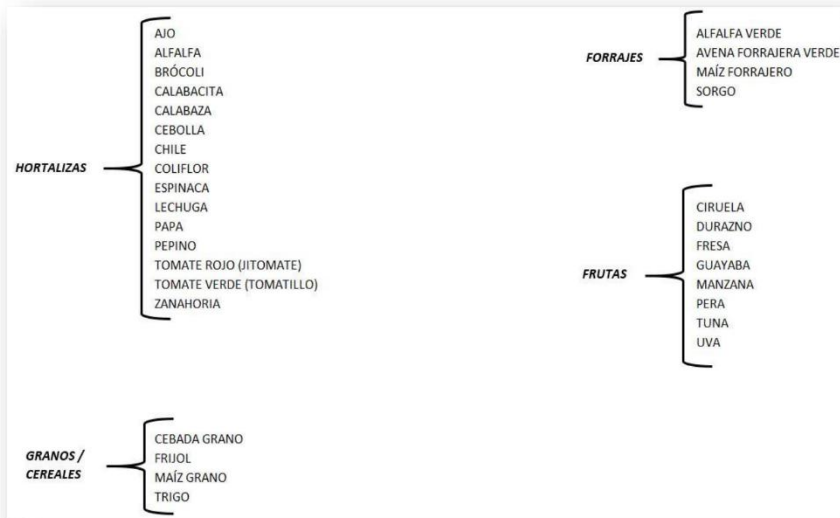 HORTALIZAS
AJO
ALFALFA
BRÓCOLI
CALABACITA
CALABAZA
CEBOLLA
CHILE
COLIFLOR
ESPINACA
LECHUGA
PAPA
PEPINO
TOMATE ROJO (JITOMATE)
TOMATE VERDE (TOMATILLO)
ZANAHORIA
FORRAJES
ALFALFA VERDE
AVENA FORRAJERA VERDE
MAÍZ FORRAJERO
SORGO
FRUTAS
CIRUELA
DURAZNO
FRESA
GUAYABA
MANZANA
PERA
TUNA
UVA
GRANOS /
CEREALES
CEBADA GRANO
FRIJOL
MAÍZ GRANO
TRIGO